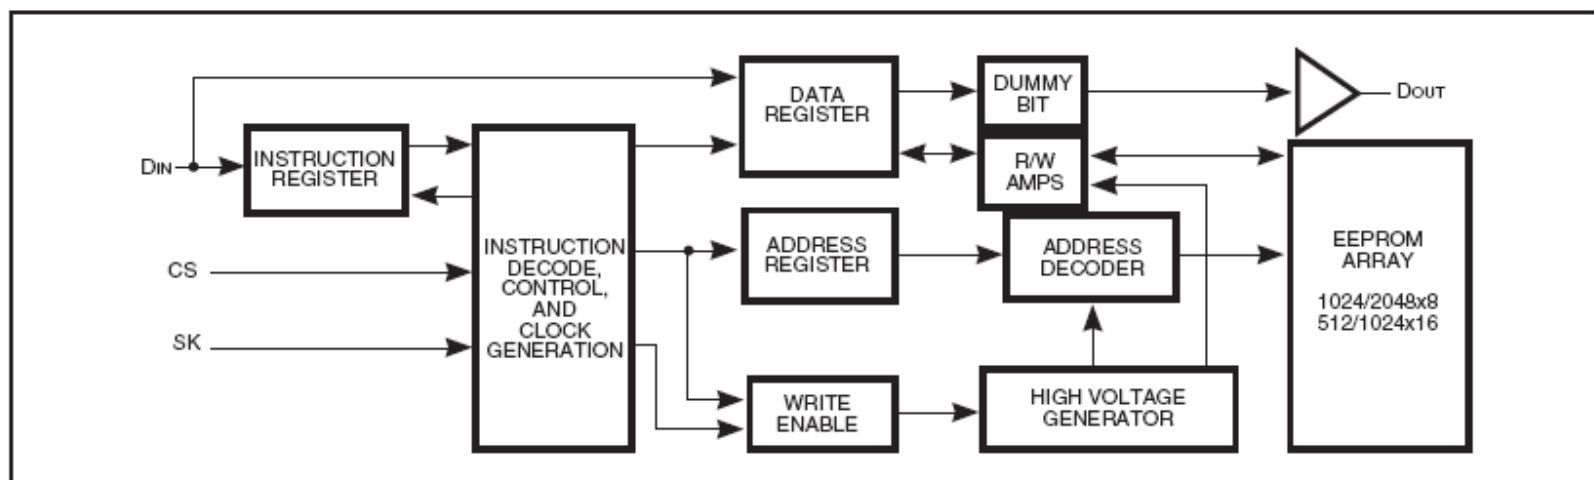 DATA
REGISTER
DUMMY
BIT
DOUT
DIN
INSTRUCTION
REGISTER
R/W
AMPS
CS
SK
INSTRUCTION
DECODE,
CONTROL,
AND
CLOCK
GENERATION
ADDRESS
REGISTER
ADDRESS
DECODER
EEPROM
ARRAY
1024/2048x8
512/1024x16
WRITE
ENABLE
HIGH VOLTAGE
GENERATOR